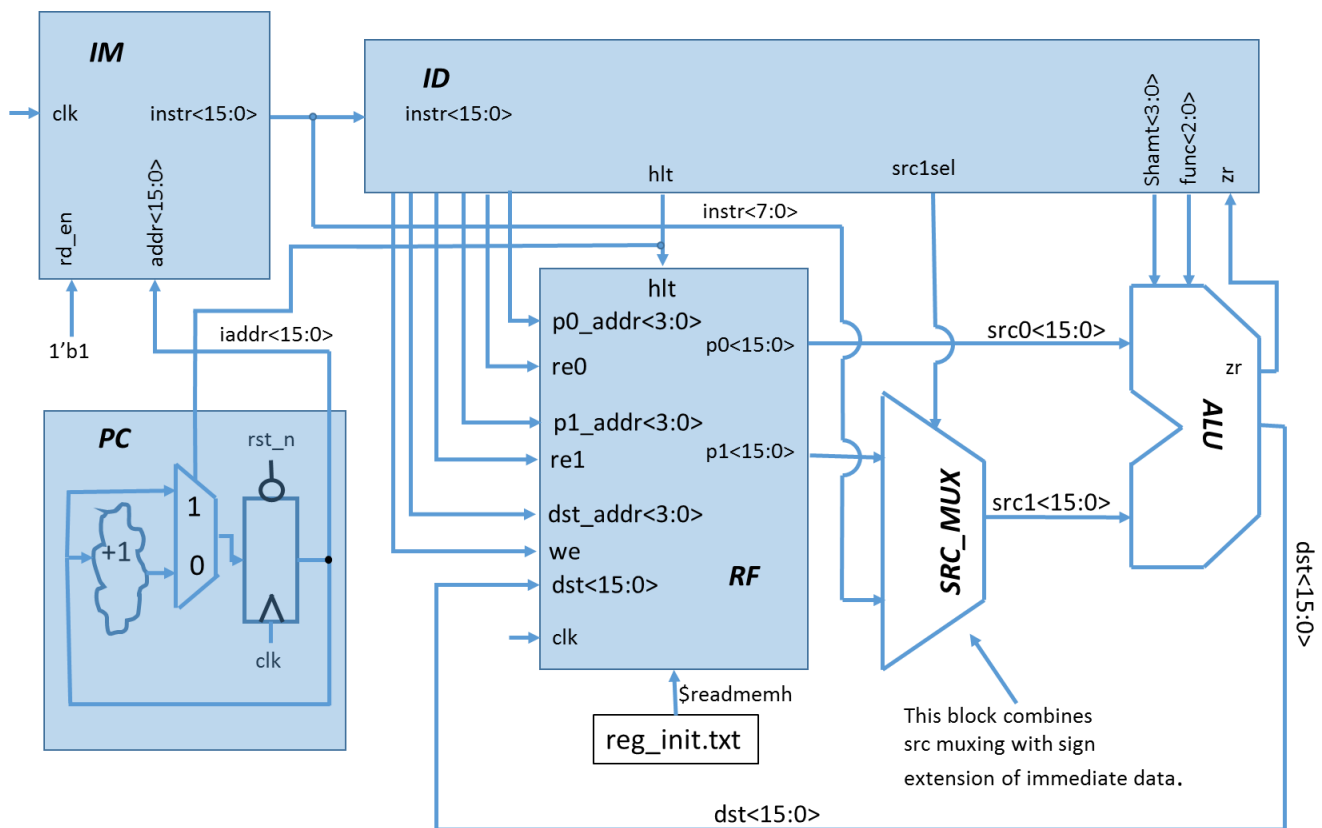 IM
clk
instr<15:0>
rd_en
addr<15:0>
1'b1
iaddr<15:0>
ID
instr<15:0>
hlt
src1sel
Shamt<3:0>
func<2:0>
zr
instr<7:0>
PC
rst_n
1
+1
0
clk
hlt
p0_addr<3:0>
p0<15:0>
re0
p1_addr<3:0>
p1<15:0>
re1
dst_addr<3:0>
we
dst<15:0>
RF
clk
$readmemh
reg_init.txt
src0<15:0>
SRC_MUX
src1<15:0>
zr
ALU
dst<15:0>
This block combines
src muxing with sign
extension of immediate data.
dst<15:0>